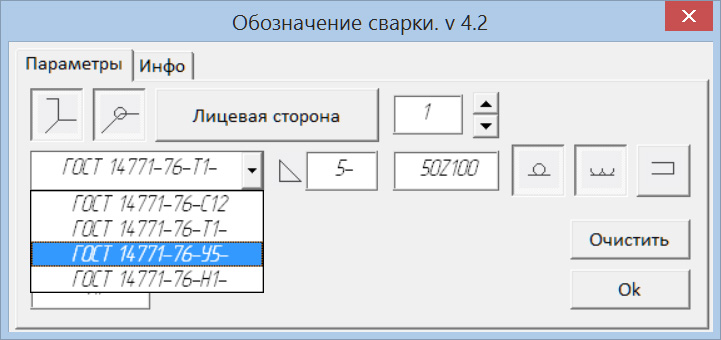 Обозначение сварки. v 4.2
Параметры Инфо
Лицевая сторона 1
ГОСТ 14771-76-Т1- 5- 50Z100
ГОСТ 14771-76-С12
ГОСТ 14771-76-Т1-
ГОСТ 14771-76-У5-
ГОСТ 14771-76-Н1-
Очистить
Ok